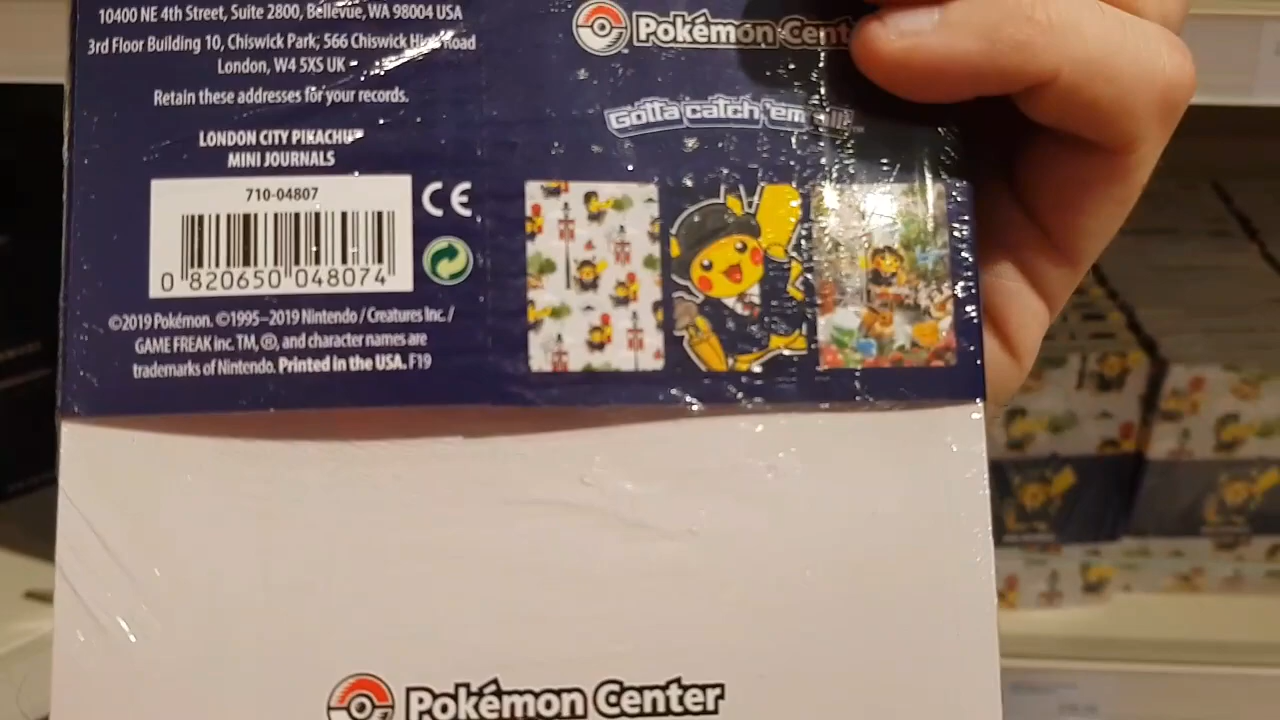 10400 NE 4th Street, Suite 2800, Bellevue, WA 98004 USA
3rd Floor Building 10, Chiswick Park, 566 Chiswick High Road
London, W4 5XS UK
Retain these addresses for your records.
LONDON CITY PIKACHU
MINI JOURNALS
710-04807
0 820650 048074
CE
©2019 Pokémon. ©1995–2019 Nintendo / Creatures Inc. /
GAME FREAK inc. TM, ®, and character names are
trademarks of Nintendo. Printed in the USA. F19
Pokémon Cent
Gotta catch 'em all!™
Pokémon Center